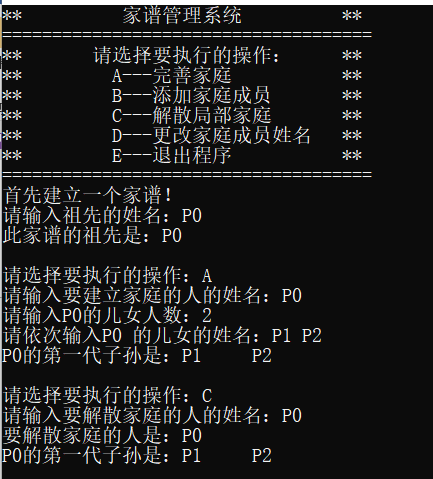 ** 家谱管理系统 **
=====================================
** 请选择要执行的操作: **
** A---完善家庭 **
** B---添加家庭成员 **
** C---解散局部家庭 **
** D---更改家庭成员姓名 **
** E---退出程序 **
=====================================
首先建立一个家谱!
请输入祖先的姓名: P0
此家谱的祖先是: P0
请选择要执行的操作: A
请输入要建立家庭的人的姓名: P0
请输入P0的儿女人数: 2
请依次输入P0 的儿女的姓名: P1 P2
P0的第一代子孙是: P1 P2
请选择要执行的操作: C
请输入要解散家庭的人的姓名: P0
要解散家庭的人是: P0
P0的第一代子孙是: P1 P2